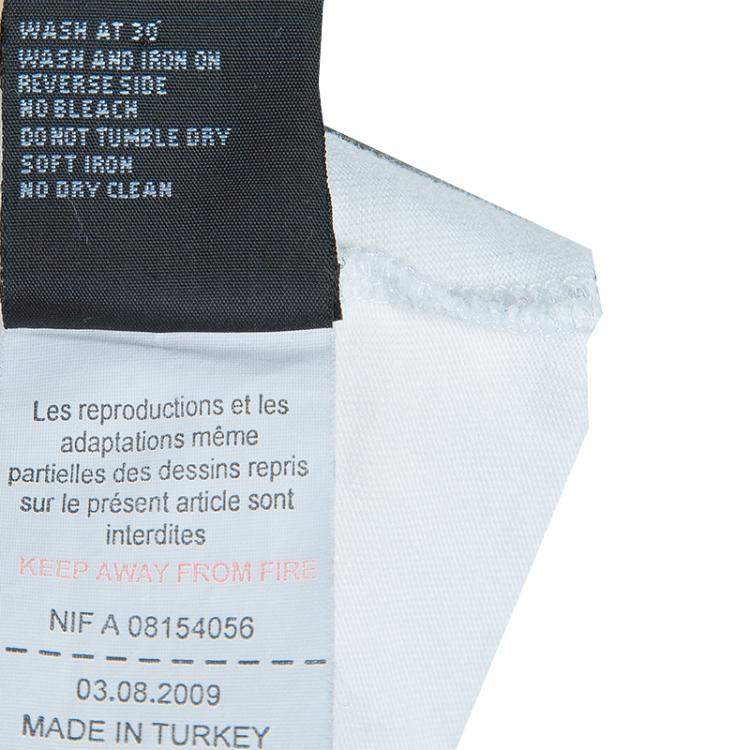 WASH AT 30°
WASH AND IRON ON
REVERSE SIDE
NO BLEACH
DO NOT TUMBLE DRY
SOFT IRON
NO DRY CLEAN
Les reproductions et les
adaptations même
partielles des dessins repris
sur le présent article sont
interdites
KEEP AWAY FROM FIRE
NIF A 08154056
03.08.2009
MADE IN TURKEY